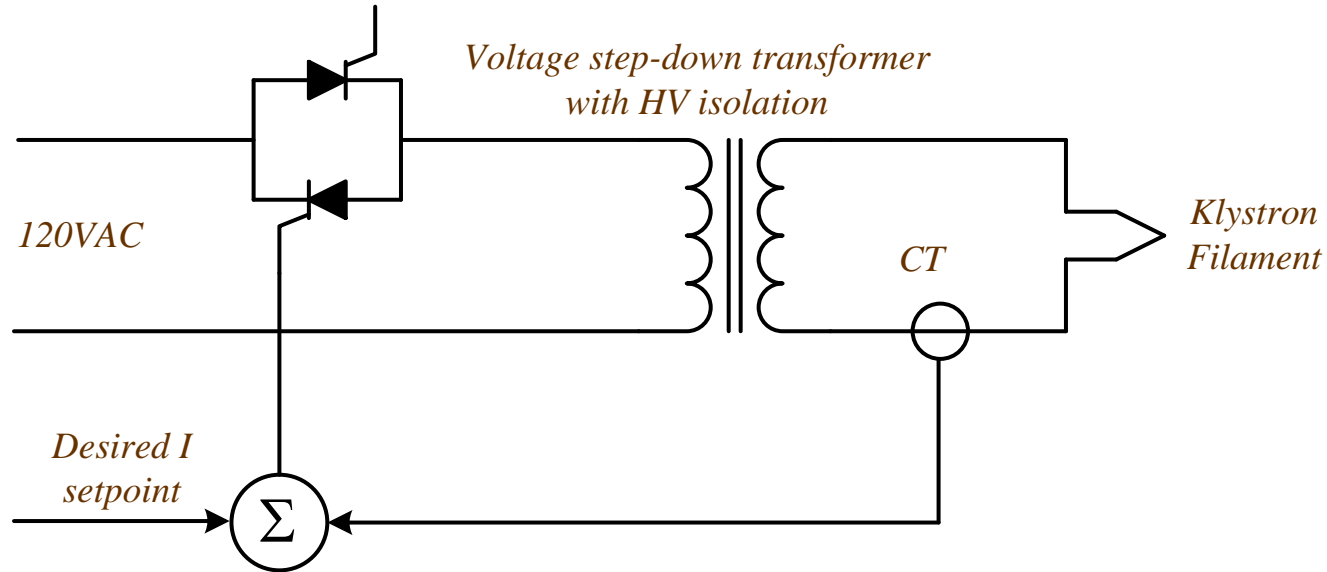 Voltage step-down transformer
with HV isolation
120VAC
CT
Klystron
Filament
Desired I
setpoint
Σ